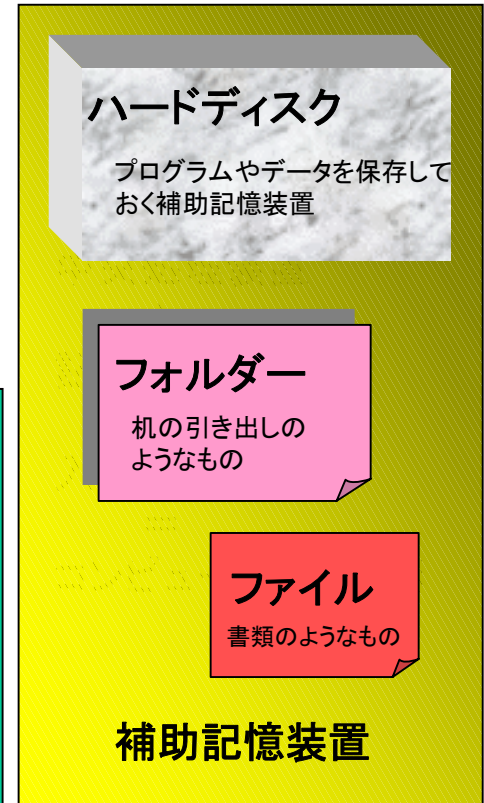 ハードディスク
プログラムやデータを保存して
おく補助記憶装置
フォルダー
机の引き出しの
ようなもの
ファイル
書類のようなもの
補助記憶装置